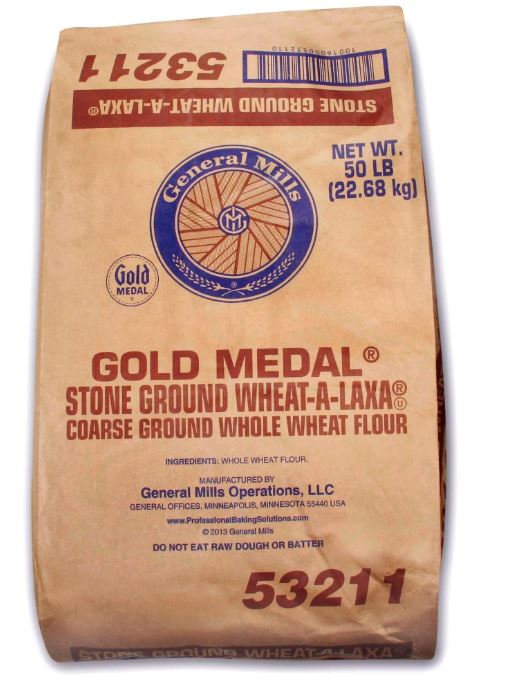 53211
10016000532110
STONE GROUND WHEAT-A-LAXA®
General Mills
GM
®
NET WT.
50 LB
(22.68 kg)
Gold
MEDAL
®
GOLD MEDAL®
STONE GROUND WHEAT-A-LAXA® Ⓤ
COARSE GROUND WHOLE WHEAT FLOUR
INGREDIENTS: WHOLE WHEAT FLOUR.
MANUFACTURED BY
General Mills Operations, LLC
GENERAL OFFICES, MINNEAPOLIS, MINNESOTA 55440 USA
www.ProfessionalBakingSolutions.com
© 2013 General Mills
DO NOT EAT RAW DOUGH OR BATTER
53211
STONE GROUND WHEAT-A-LAXA®